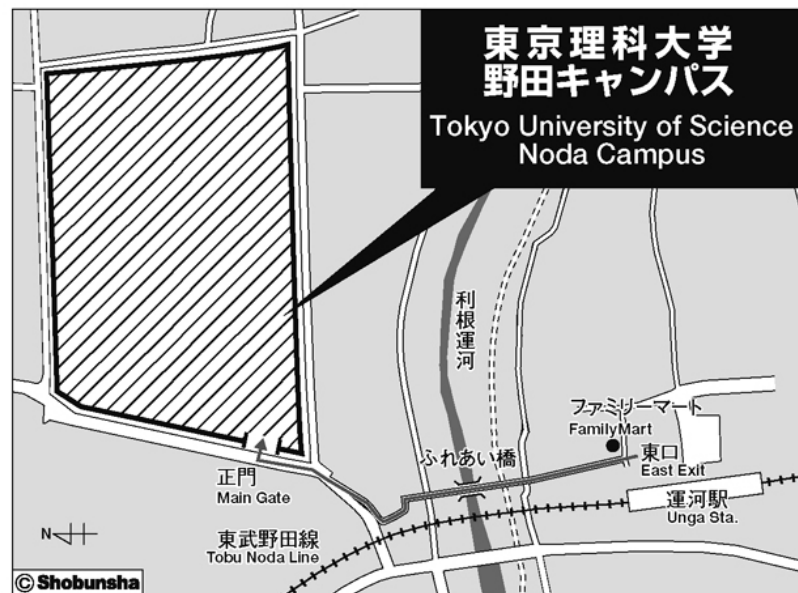 東京理科大学
野田キャンパス
Tokyo University of Science
Noda Campus
利根運河
ファミリーマート
FamilyMart
ふれあい橋
東口
East Exit
正門
Main Gate
運河駅
Unga Sta.
東武野田線
Tobu Noda Line
N
© Shobunsha